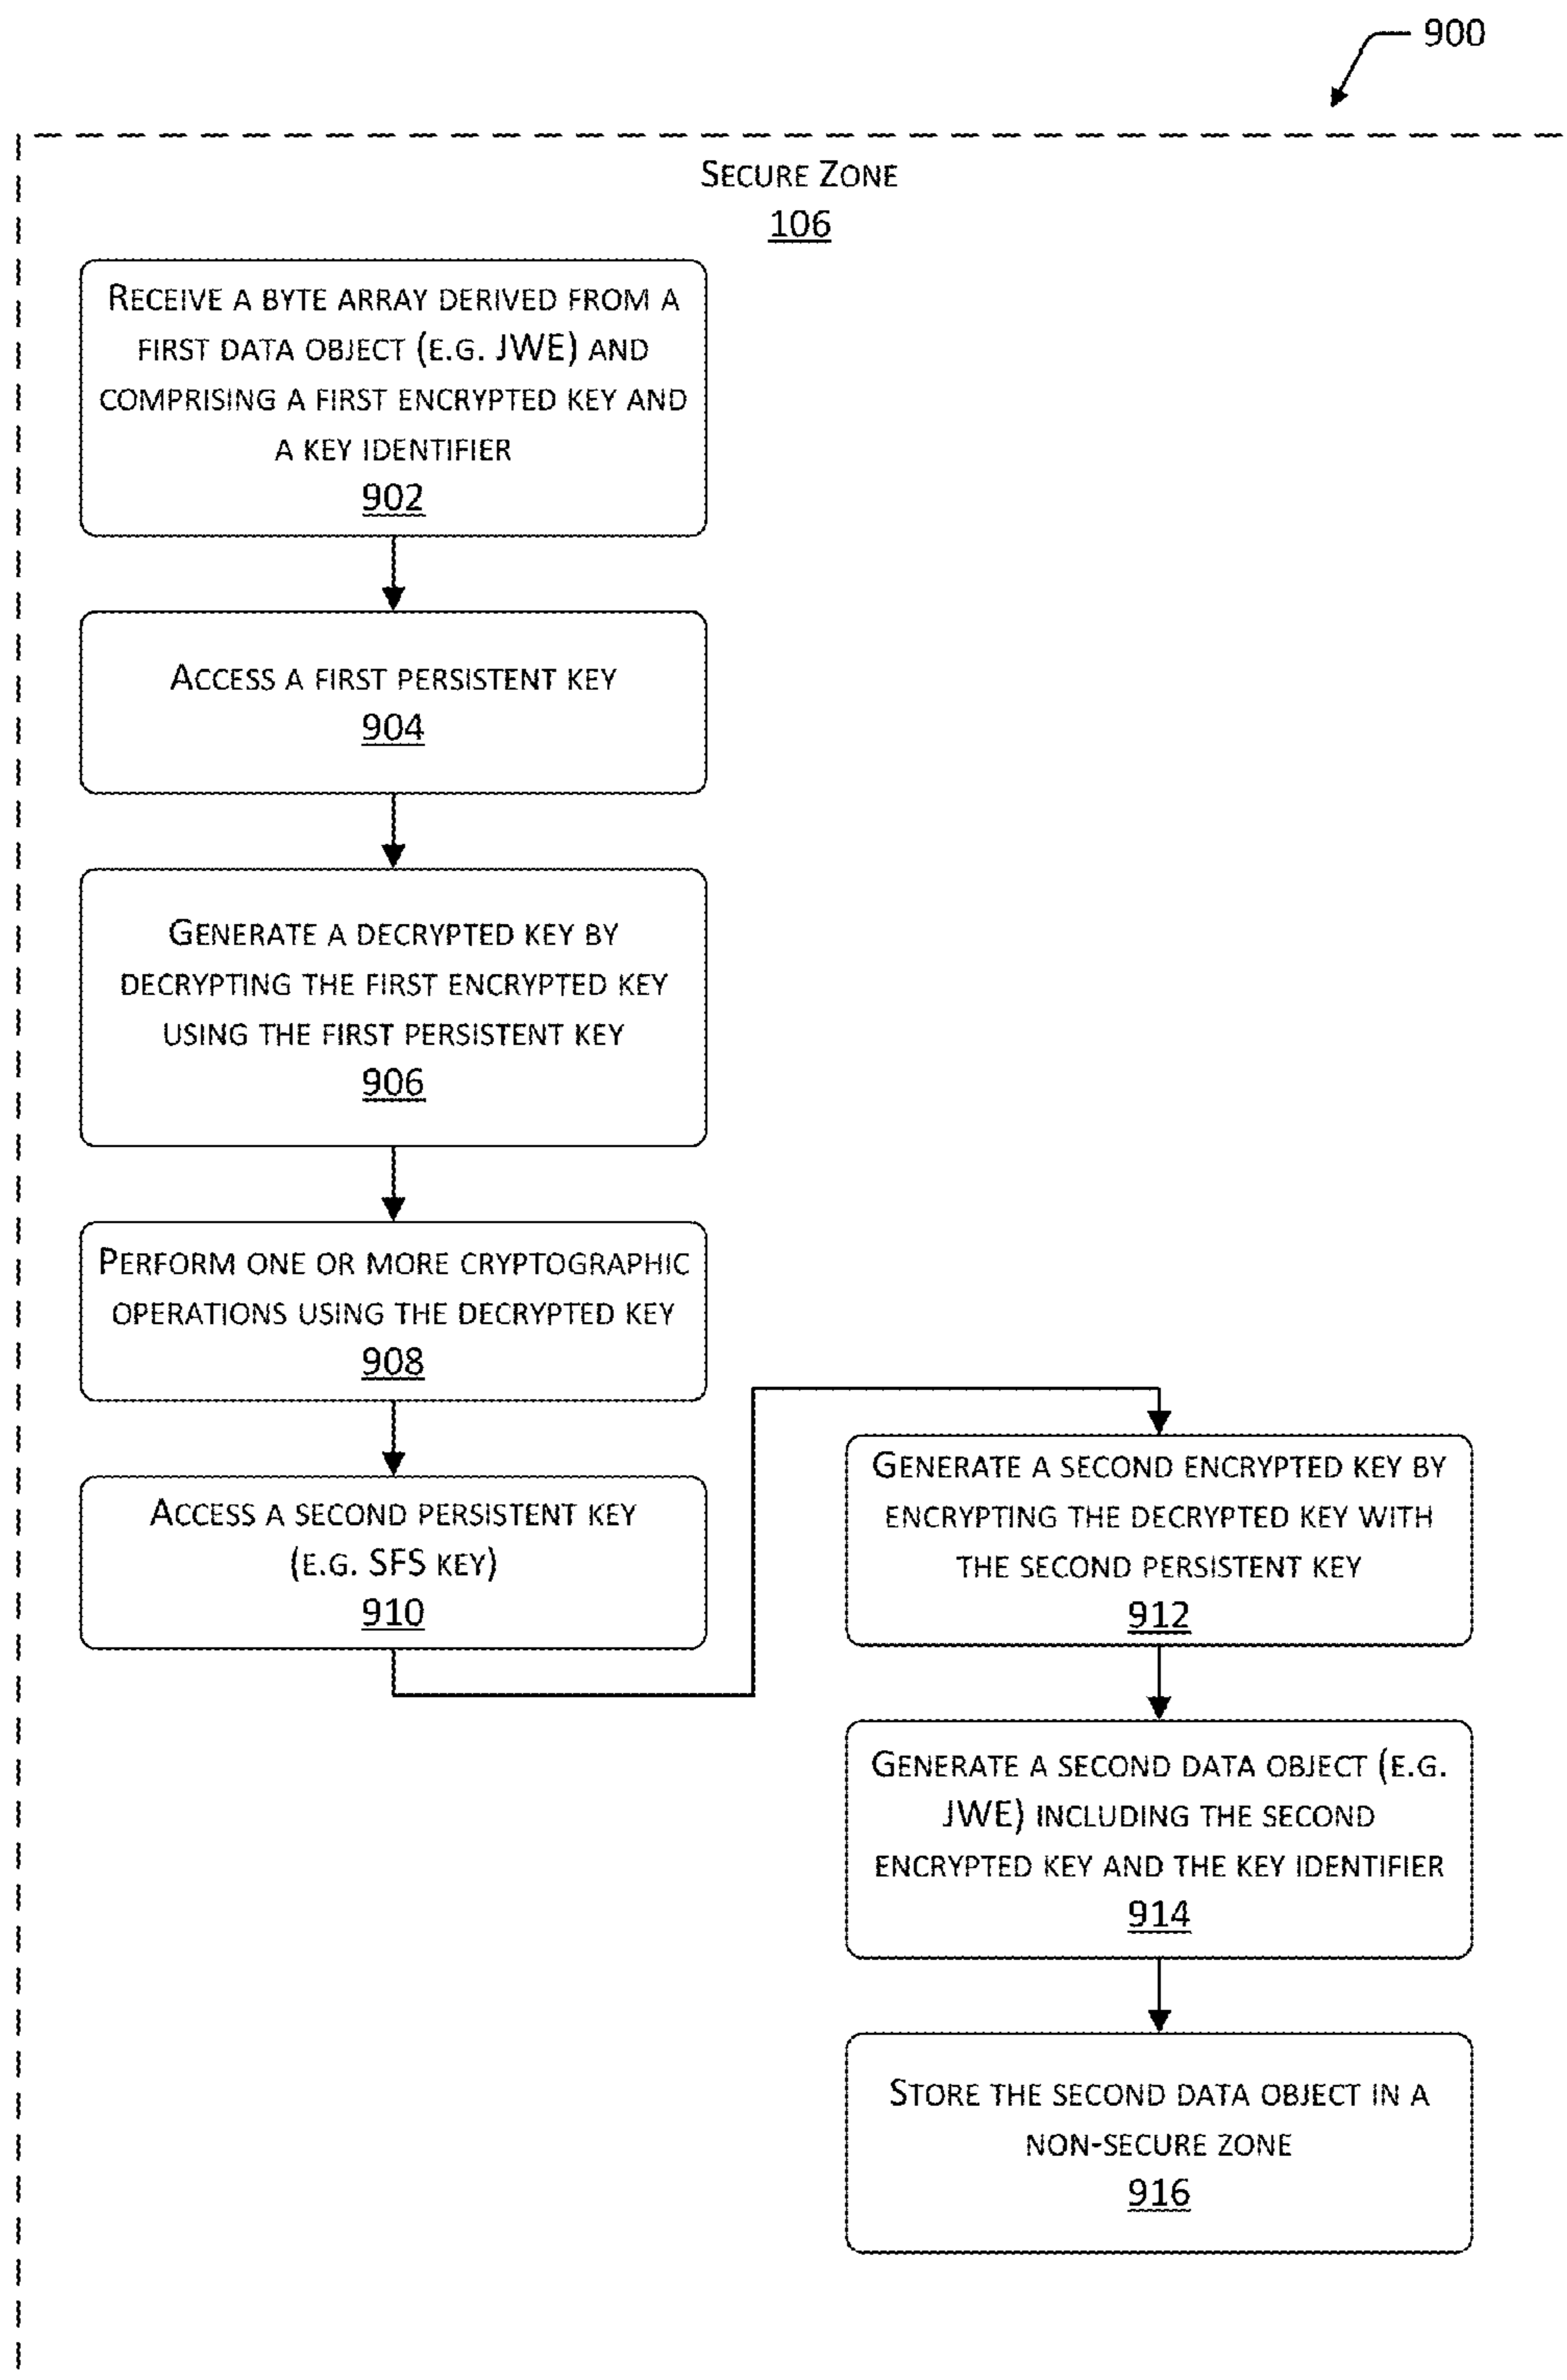 900
SECURE ZONE
106
RECEIVE A BYTE ARRAY DERIVED FROM A
FIRST DATA OBJECT (E.G. JWE) AND
COMPRISING A FIRST ENCRYPTED KEY AND
A KEY IDENTIFIER
902
ACCESS A FIRST PERSISTENT KEY
904
GENERATE A DECRYPTED KEY BY
DECRYPTING THE FIRST ENCRYPTED KEY
USING THE FIRST PERSISTENT KEY
906
PERFORM ONE OR MORE CRYPTOGRAPHIC
OPERATIONS USING THE DECRYPTED KEY
908
ACCESS A SECOND PERSISTENT KEY
(E.G. SFS KEY)
910
GENERATE A SECOND ENCRYPTED KEY BY
ENCRYPTING THE DECRYPTED KEY WITH
THE SECOND PERSISTENT KEY
912
GENERATE A SECOND DATA OBJECT (E.G.
JWE) INCLUDING THE SECOND
ENCRYPTED KEY AND THE KEY IDENTIFIER
914
STORE THE SECOND DATA OBJECT IN A
NON-SECURE ZONE
916